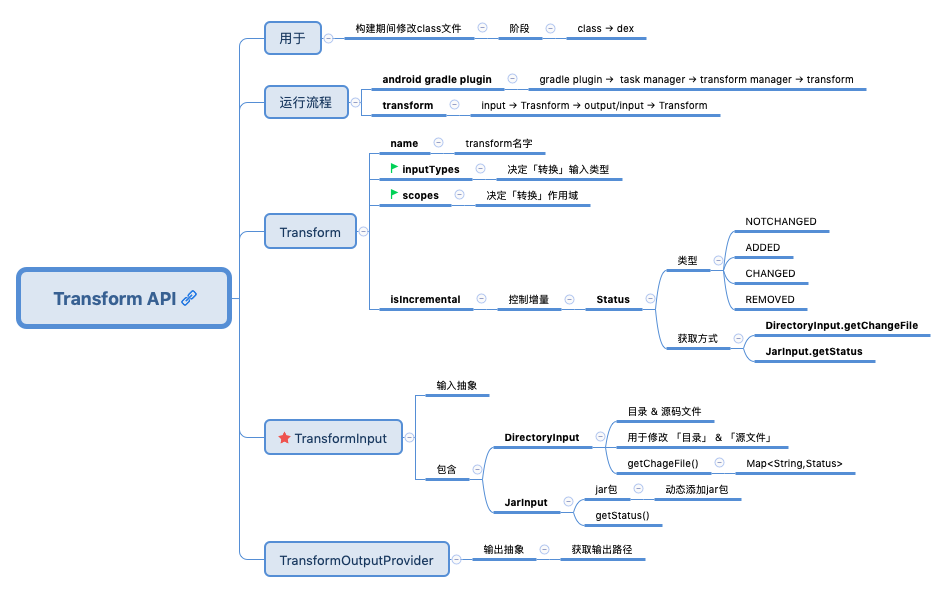 Transform API
用于
构建期间修改class文件
阶段
class → dex
运行流程
android gradle plugin
gradle plugin → task manager → transform manager → transform
transform
input → Trasnform → output/input → Transform
Transform
name
transform名字
inputTypes
决定「转换」输入类型
scopes
决定「转换」作用域
isIncremental
控制增量
Status
类型
NOTCHANGED
ADDED
CHANGED
REMOVED
获取方式
DirectoryInput.getChangeFile
JarInput.getStatus
TransformInput
输入抽象
包含
DirectoryInput
目录 & 源码文件
用于修改 「目录」 & 「源文件」
getChageFile()
Map<String,Status>
JarInput
jar包
动态添加jar包
getStatus()
TransformOutputProvider
输出抽象
获取输出路径